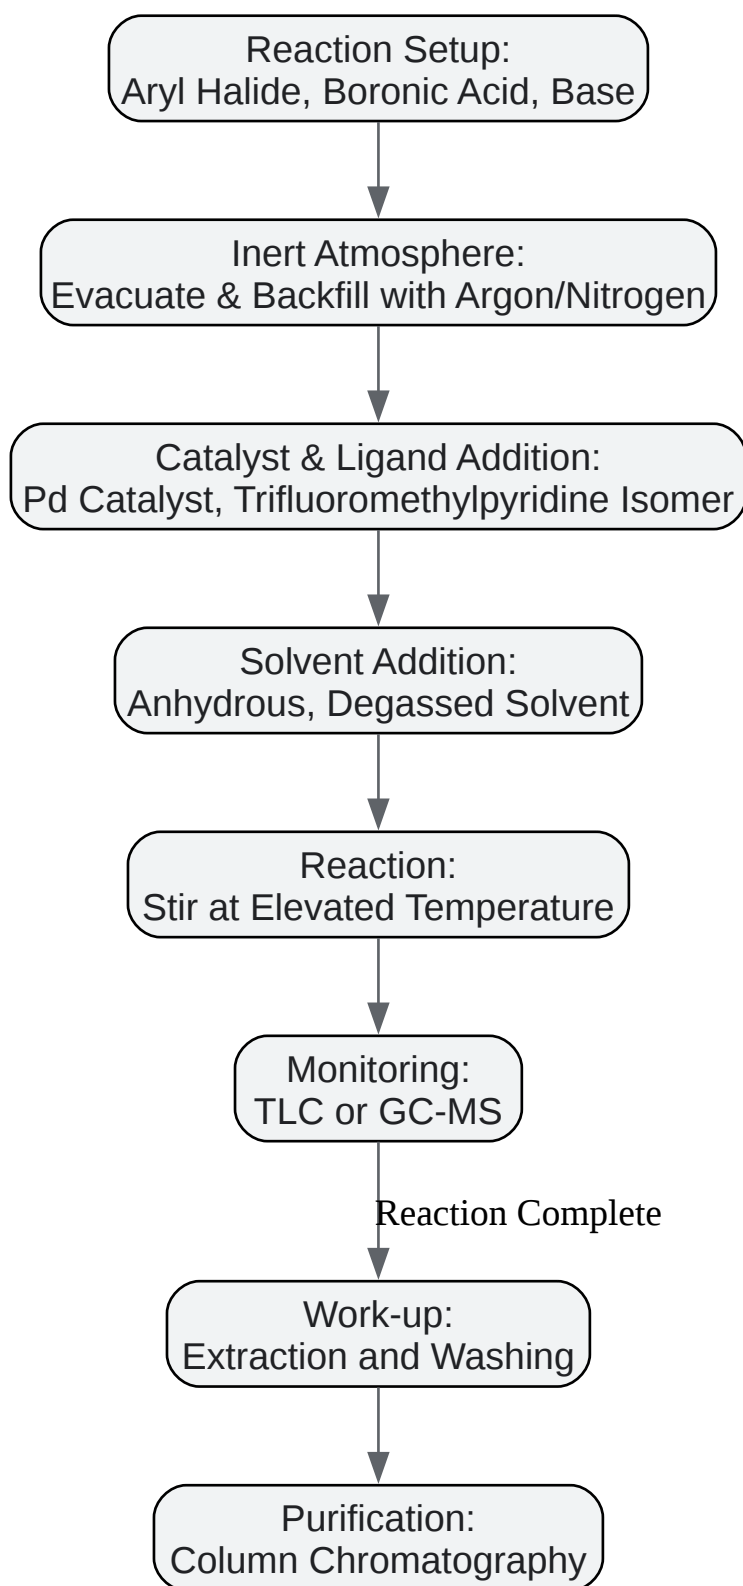 Reaction Setup:
Aryl Halide, Boronic Acid, Base
Inert Atmosphere:
Evacuate & Backfill with Argon/Nitrogen
Catalyst & Ligand Addition:
Pd Catalyst, Trifluoromethylpyridine Isomer
Solvent Addition:
Anhydrous, Degassed Solvent
Reaction:
Stir at Elevated Temperature
Monitoring:
TLC or GC-MS
Reaction Complete
Work-up:
Extraction and Washing
Purification:
Column Chromatography